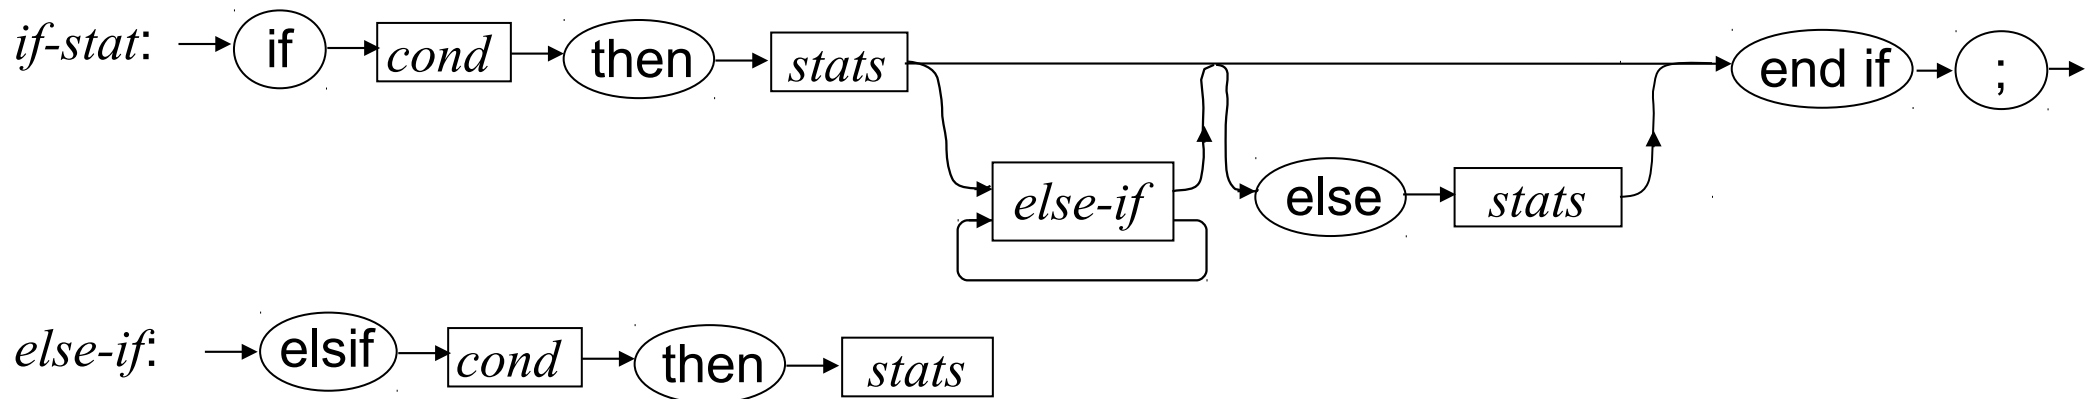 if-stat: if cond then stats end if ;
else-if else stats
else-if: elsif cond then stats